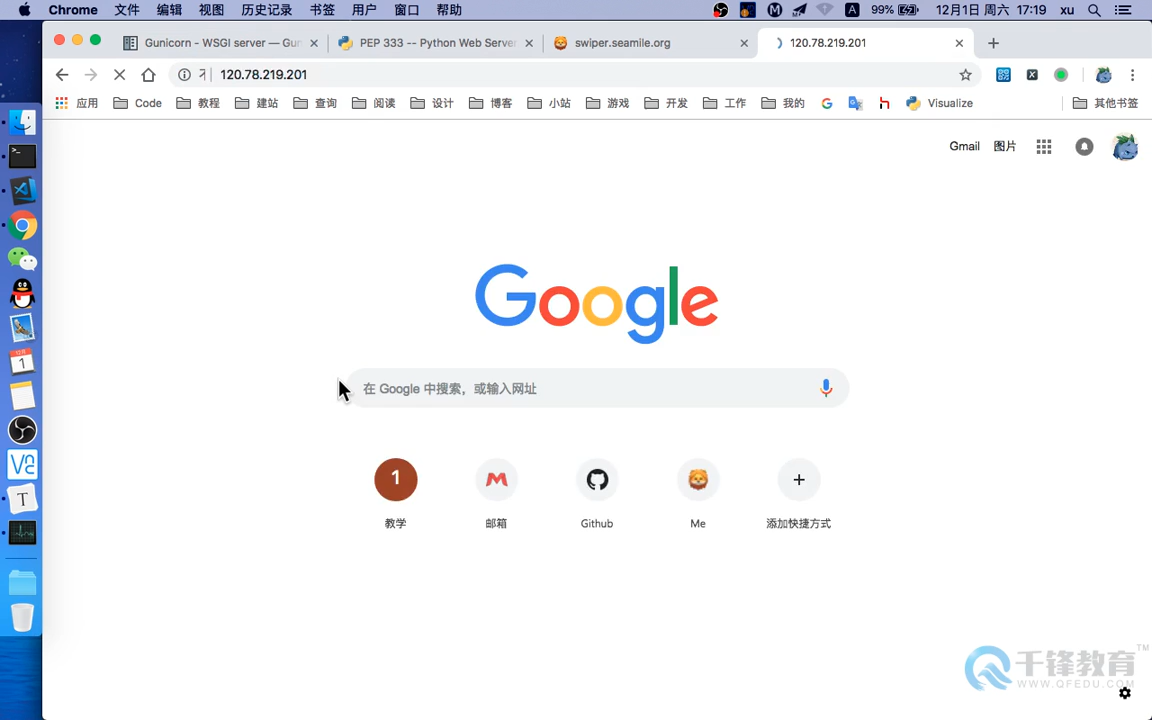 Chrome 文件 编辑 视图 历史记录 书签 用户 窗口 帮助 99% 12月1日 周六 17:19 xu
Gunicorn - WSGI server — Gun PEP 333 -- Python Web Server swiper.seamile.org 120.78.219.201
120.78.219.201
应用 Code 教程 建站 查询 阅读 设计 博客 小站 游戏 开发 工作 我的 Visualize 其他书签
Gmail 图片
Google
在 Google 中搜索，或输入网址
1
教学 邮箱 Github Me 添加快捷方式
千锋教育 TM
WWW.QFEDU.COM